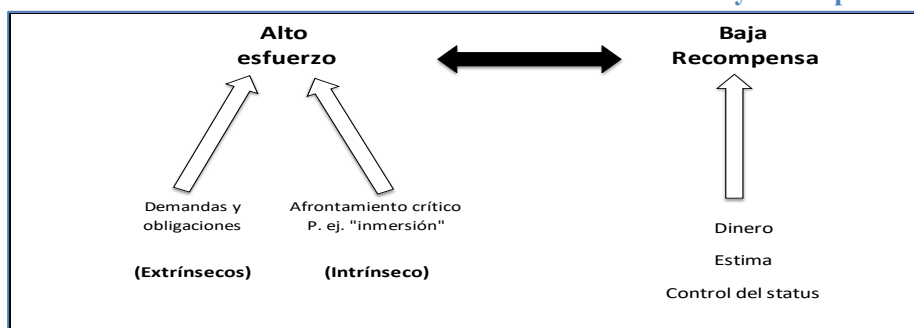 Alto
esfuerzo
Baja
Recompensa
Demandas y
obligaciones
(Extrínsecos)
Afrontamiento crítico
P. ej. "inmersión"
(Intrínseco)
Dinero
Estima
Control del status